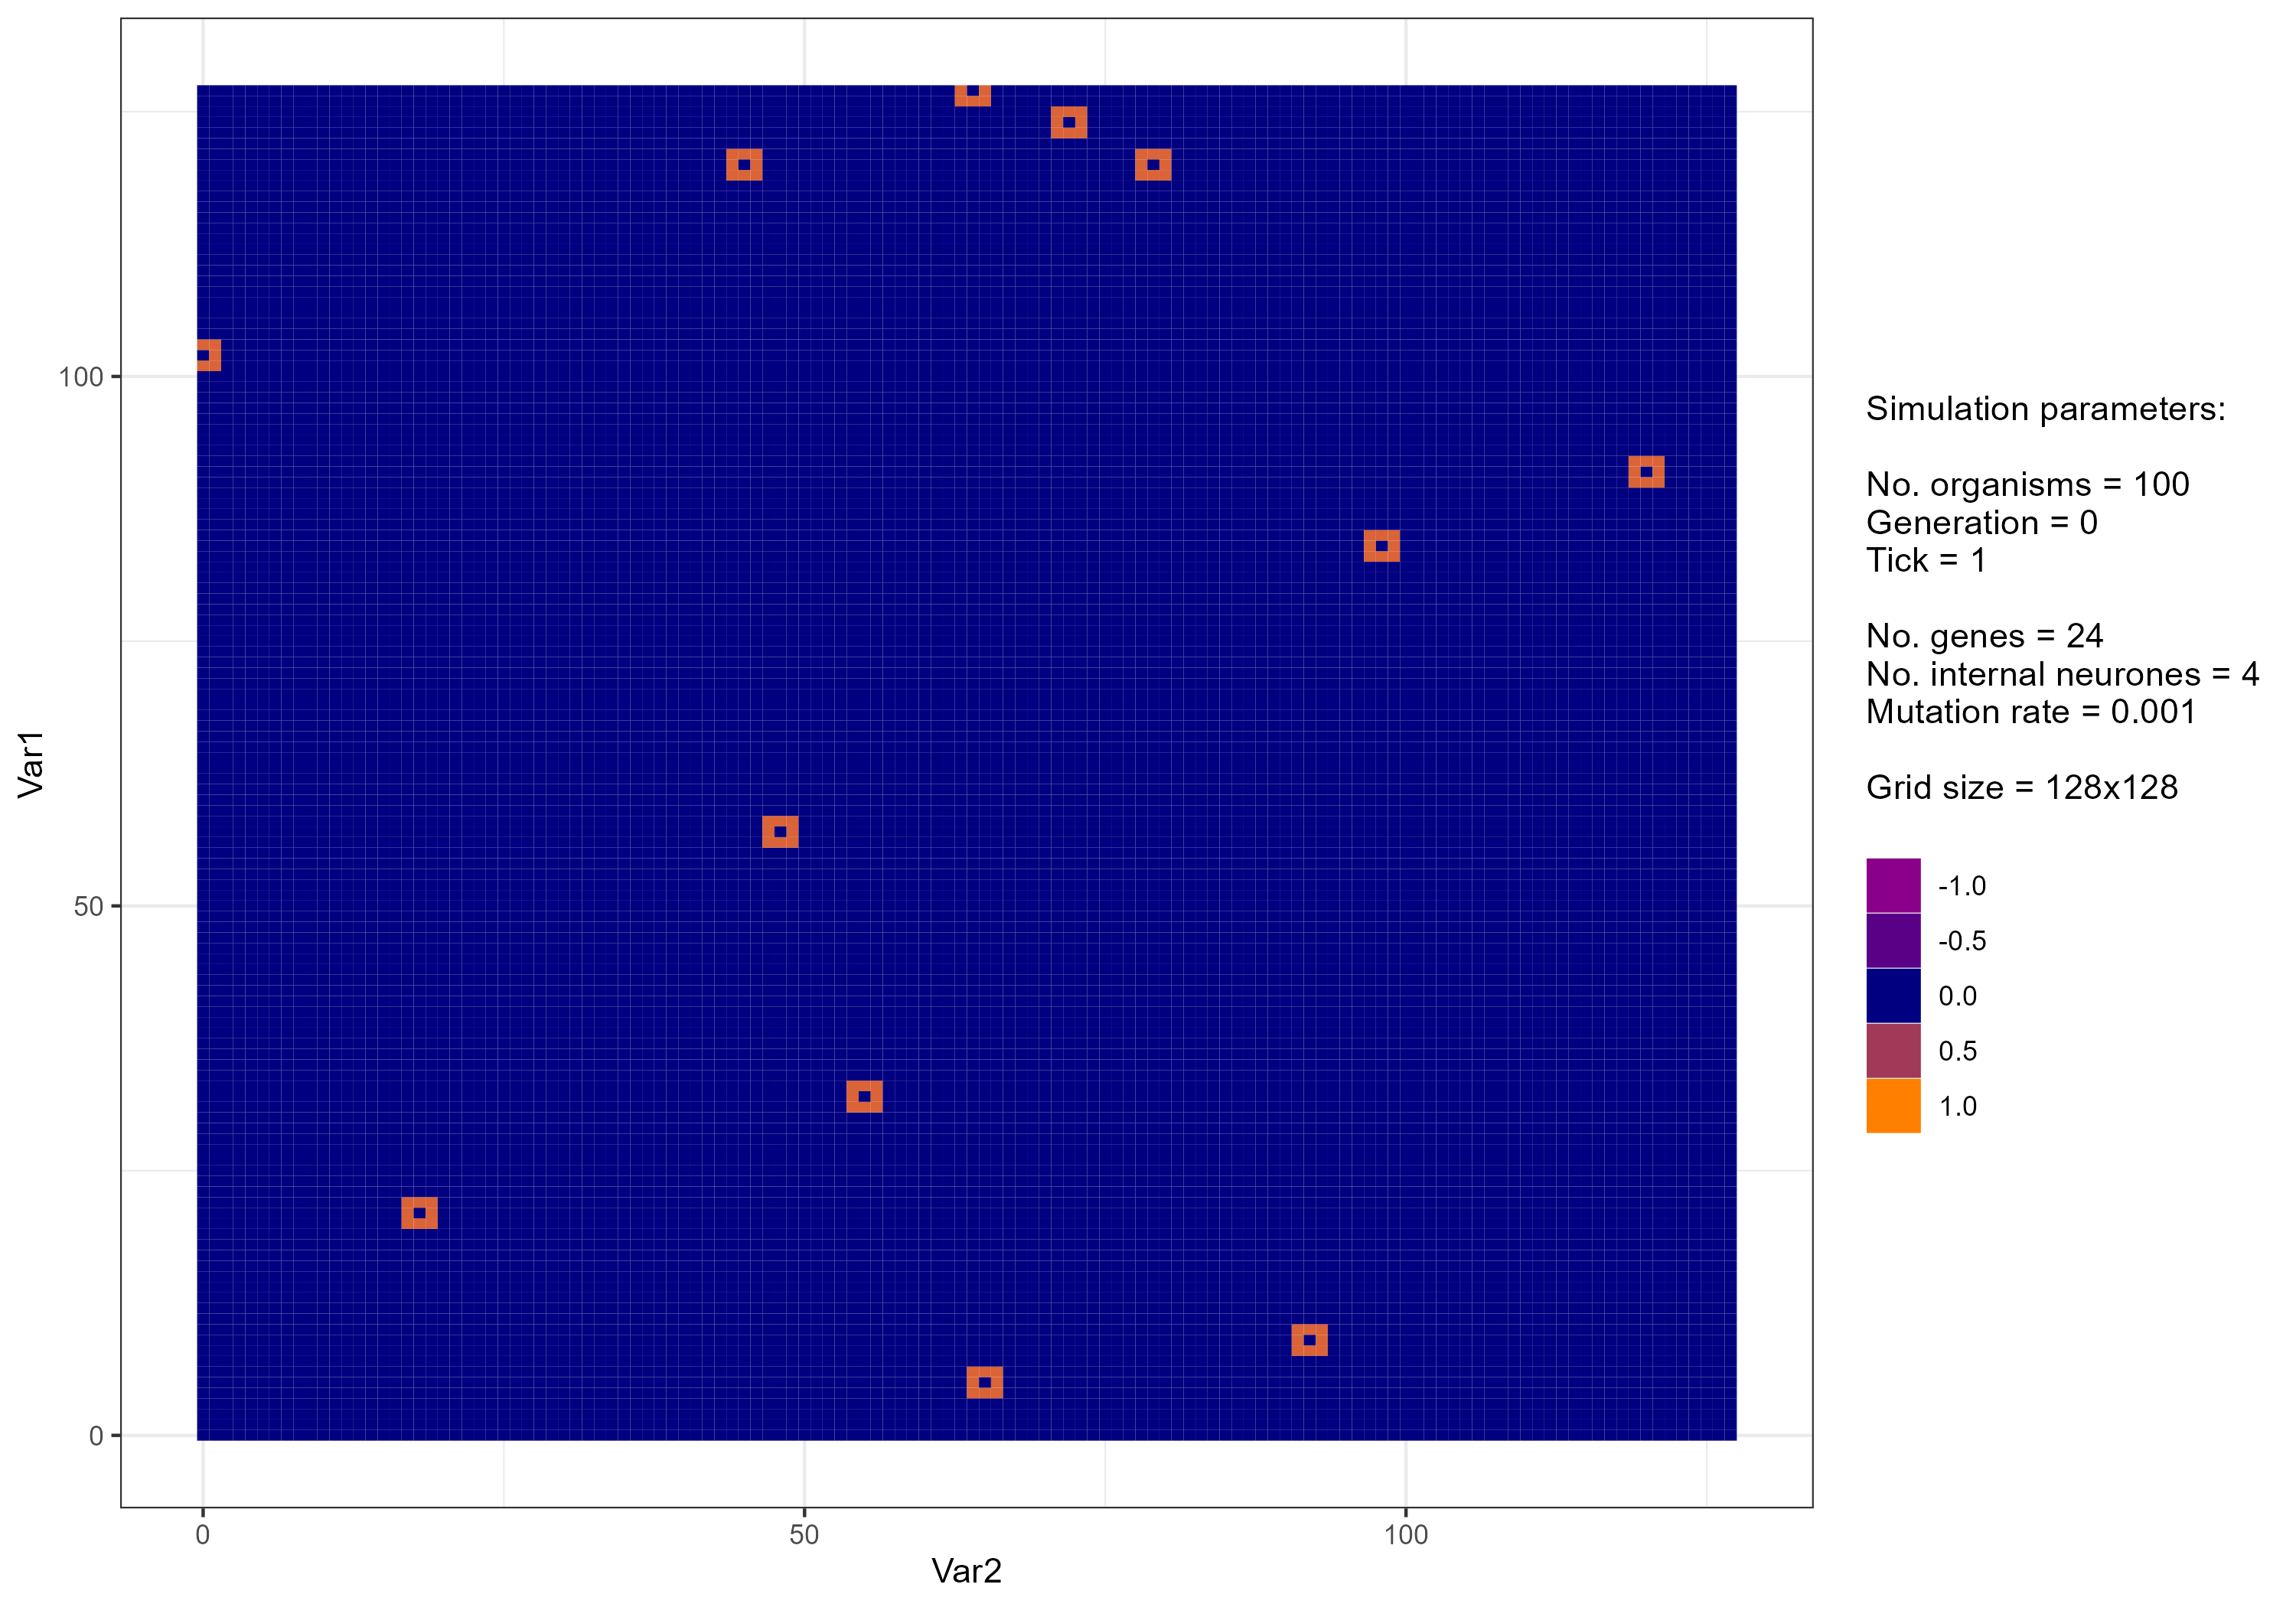 Var1
100
50
0
0
50
100
Var2
Simulation parameters:
No. organisms = 100
Generation = 0
Tick = 1
No. genes = 24
No. internal neurones = 4
Mutation rate = 0.001
Grid size = 128x128
-1.0
-0.5
0.0
0.5
1.0